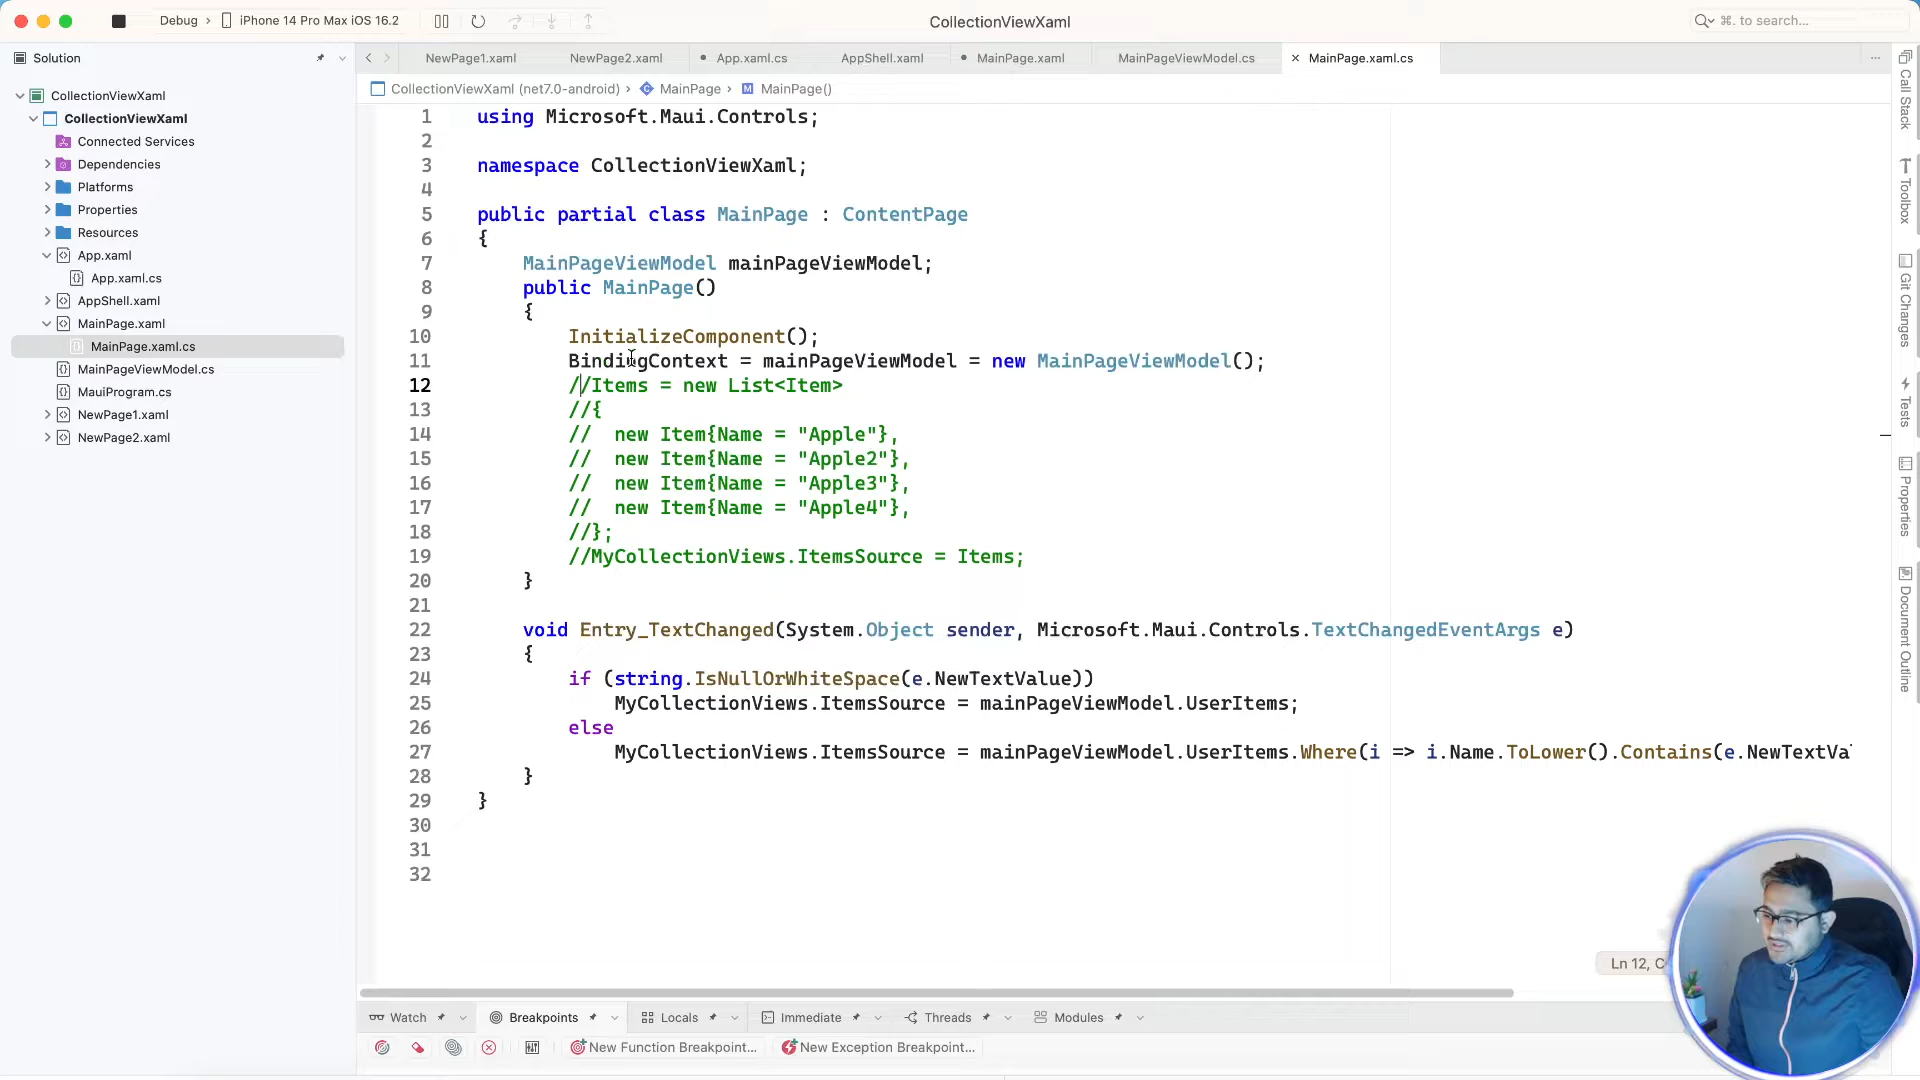 Debug › iPhone 14 Pro Max iOS 16.2
CollectionViewXaml
⌘. to search...
Solution
NewPage1.xaml
NewPage2.xaml
App.xaml.cs
AppShell.xaml
MainPage.xaml
MainPageViewModel.cs
MainPage.xaml.cs
CollectionViewXaml (net7.0-android) › MainPage › MainPage()
CollectionViewXaml
CollectionViewXaml
Connected Services
Dependencies
Platforms
Properties
Resources
App.xaml
App.xaml.cs
AppShell.xaml
MainPage.xaml
MainPage.xaml.cs
MainPageViewModel.cs
MauiProgram.cs
NewPage1.xaml
NewPage2.xaml
1 using Microsoft.Maui.Controls;
2
3 namespace CollectionViewXaml;
4
5 public partial class MainPage : ContentPage
6 {
7 MainPageViewModel mainPageViewModel;
8 public MainPage()
9 {
10 InitializeComponent();
11 BindingContext = mainPageViewModel = new MainPageViewModel();
12 //Items = new List<Item>
13 //{
14 //  new Item{Name = "Apple"},
15 //  new Item{Name = "Apple2"},
16 //  new Item{Name = "Apple3"},
17 //  new Item{Name = "Apple4"},
18 //};
19 //MyCollectionViews.ItemsSource = Items;
20 }
21
22 void Entry_TextChanged(System.Object sender, Microsoft.Maui.Controls.TextChangedEventArgs e)
23 {
24 if (string.IsNullOrWhiteSpace(e.NewTextValue))
25 MyCollectionViews.ItemsSource = mainPageViewModel.UserItems;
26 else
27 MyCollectionViews.ItemsSource = mainPageViewModel.UserItems.Where(i => i.Name.ToLower().Contains(e.NewTextVa
28 }
29 }
30
31
32
Ln 12, C
Call Stack
Toolbox
Git Changes
Tests
Properties
Document Outline
Watch
Breakpoints
Locals
Immediate
Threads
Modules
New Function Breakpoint...
New Exception Breakpoint...